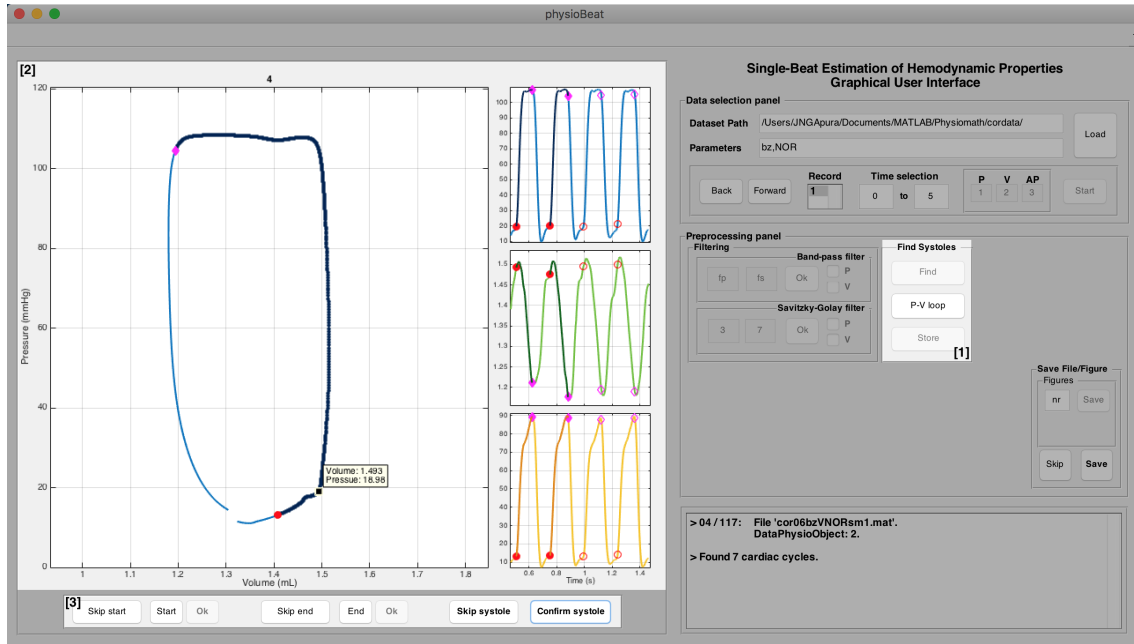 physioBeat
[2]
4
120
100
80
60
40
20
0
Pressure (mmHg)
1
1.1
1.2
1.3
1.4
1.5
1.6
1.7
1.8
Volume (mL)
Volume: 1.493
Pressue: 18.98
100
90
80
70
60
50
40
30
20
10
1.5
1.45
1.4
1.35
1.3
1.25
1.2
90
80
70
60
50
40
30
20
10
0.6
0.8
1
1.2
1.4
Time (s)
[3]
Skip start
Start
Ok
Skip end
End
Ok
Skip systole
Confirm systole
Single-Beat Estimation of Hemodynamic Properties
Graphical User Interface
Data selection panel
Dataset Path
/Users/JNGApura/Documents/MATLAB/Physiomath/cordata/
Load
Parameters
bz,NOR
Back
Forward
Record
1
Time selection
0
to
5
P V AP
1 2 3
Start
Preprocessing panel
Filtering
Band-pass filter
fp
fs
Ok
P
V
Savitzky-Golay filter
3
7
Ok
P
V
Find Systoles
Find
P-V loop
Store
[1]
Save File/Figure
Figures
nr
Save
Skip
Save
> 04 / 117: File 'cor06bzVNORsm1.mat'.
DataPhysioObject: 2.
> Found 7 cardiac cycles.